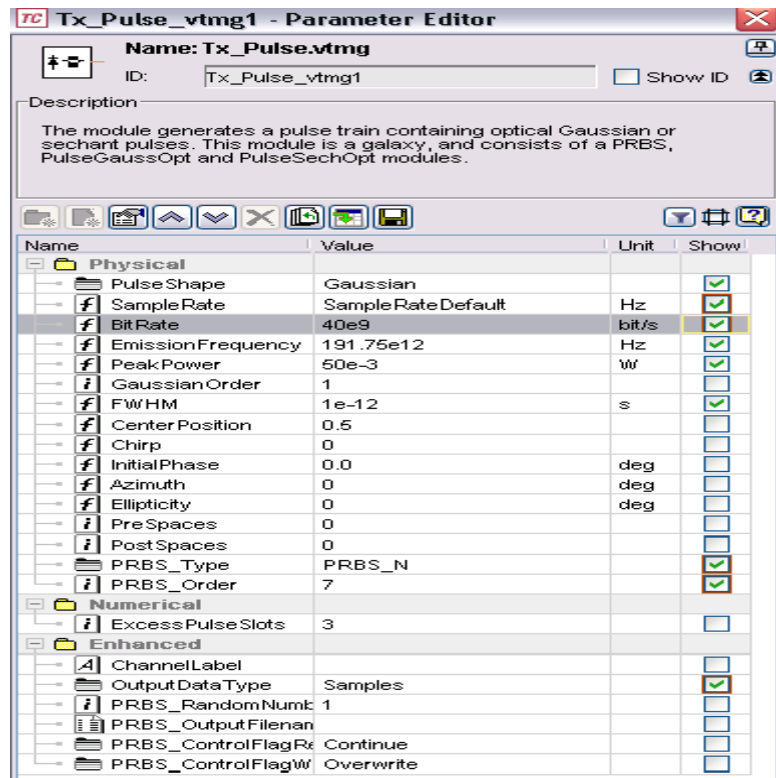 TC Tx_Pulse_vtmg1 - Parameter Editor
Name: Tx_Pulse.vtmg
ID: Tx_Pulse_vtmg1 Show ID
Description
The module generates a pulse train containing optical Gaussian or
sechant pulses. This module is a galaxy, and consists of a PRBS,
PulseGaussOpt and PulseSechOpt modules.
Name Value Unit Show
Physical
PulseShape Gaussian
f SampleRate SampleRateDefault Hz
f BitRate 40e9 bit/s
f EmissionFrequency 191.75e12 Hz
f PeakPower 50e-3 W
i GaussianOrder 1
f FWHM 1e-12 s
f CenterPosition 0.5
f Chirp 0
f InitialPhase 0.0 deg
f Azimuth 0 deg
f Ellipticity 0 deg
i PreSpaces 0
i PostSpaces 0
PRBS_Type PRBS_N
i PRBS_Order 7
Numerical
i ExcessPulseSlots 3
Enhanced
A ChannelLabel
OutputDataType Samples
i PRBS_RandomNumb 1
PRBS_OutputFilenam
PRBS_ControlFlagRe Continue
PRBS_ControlFlagW Overwrite